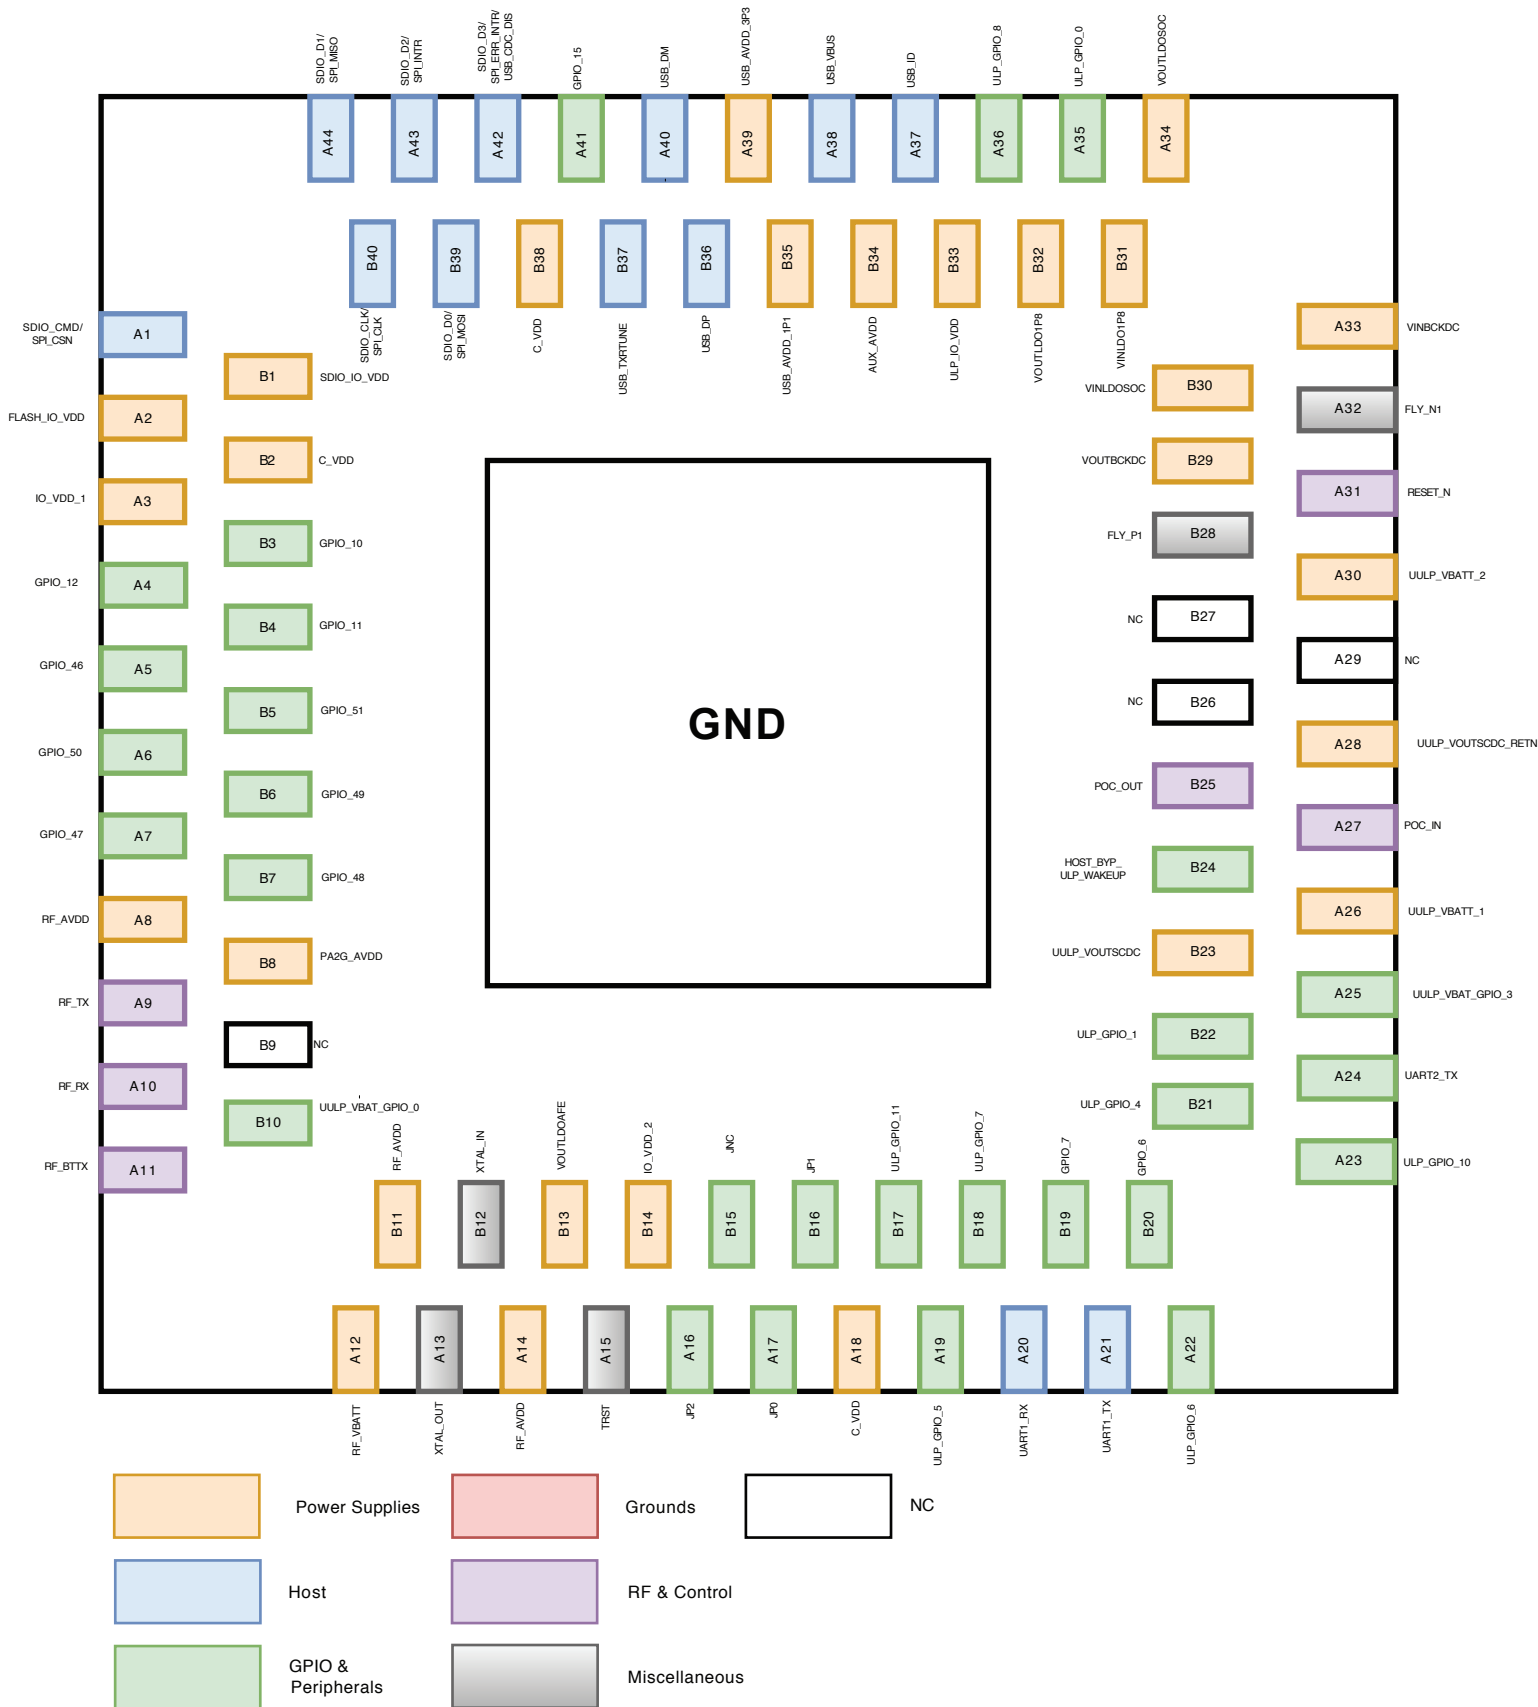 SDIO_D1/
SPI_MISO
SDIO_D2/
SPI_INTR
SDIO_D3/
SPI_ERR_INTR/
USB_CDC_DIS
GPIO_15
USB_DM
USB_AVDD_3P3
USB_VBUS
USB_ID
ULP_GPIO_8
ULP_GPIO_0
VOUTLDOSOC
A44
A43
A42
A41
A40
A39
A38
A37
A36
A35
A34
B40
B39
B38
B37
B36
B35
B34
B33
B32
B31
SDIO_CLK/
SPI_CLK
SDIO_D0/
SPI_MOSI
C_VDD
USB_TXRTUNE
USB_DP
USB_AVDD_1P1
AUX_AVDD
ULP_IO_VDD
VOUTLDO1P8
VINLDO1P8
SDIO_CMD/
SPI_CSN
A1
FLASH_IO_VDD
A2
IO_VDD_1
A3
GPIO_12
A4
GPIO_46
A5
GPIO_50
A6
GPIO_47
A7
RF_AVDD
A8
RF_TX
A9
RF_RX
A10
RF_BTTX
A11
B1
SDIO_IO_VDD
B2
C_VDD
B3
GPIO_10
B4
GPIO_11
B5
GPIO_51
B6
GPIO_49
B7
GPIO_48
B8
PA2G_AVDD
B9
NC
B10
UULP_VBAT_GPIO_0
GND
VINLDOSOC
B30
VOUTBCKDC
B29
FLY_P1
B28
NC
B27
NC
B26
POC_OUT
B25
HOST_BYP_
ULP_WAKEUP
B24
UULP_VOUTSCDC
B23
ULP_GPIO_1
B22
ULP_GPIO_4
B21
A33
VINBCKDC
A32
FLY_N1
A31
RESET_N
A30
UULP_VBATT_2
A29
NC
A28
UULP_VOUTSCDC_RETN
A27
POC_IN
A26
UULP_VBATT_1
A25
UULP_VBAT_GPIO_3
A24
UART2_TX
A23
ULP_GPIO_10
RF_AVDD
XTAL_IN
VOUTLDOAFE
IO_VDD_2
JNC
JP1
ULP_GPIO_11
ULP_GPIO_7
GPIO_7
GPIO_6
B11
B12
B13
B14
B15
B16
B17
B18
B19
B20
A12
A13
A14
A15
A16
A17
A18
A19
A20
A21
A22
RF_VBATT
XTAL_OUT
RF_AVDD
TRST
JP2
JP0
C_VDD
ULP_GPIO_5
UART1_RX
UART1_TX
ULP_GPIO_6
Power Supplies
Grounds
NC
Host
RF & Control
GPIO &
Peripherals
Miscellaneous